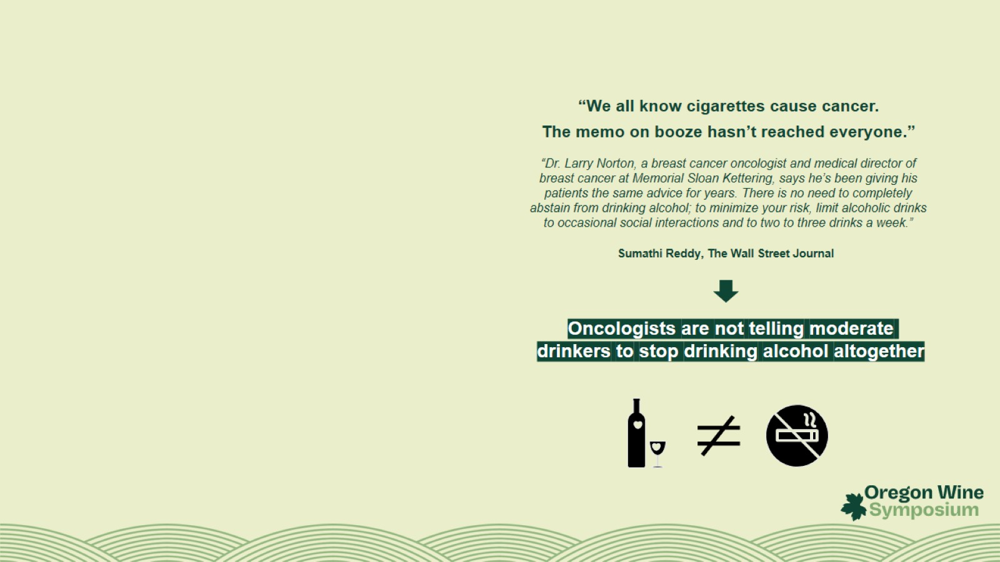 “We all know cigarettes cause cancer.
The memo on booze hasn’t reached everyone.”
“Dr. Larry Norton, a breast cancer oncologist and medical director of
breast cancer at Memorial Sloan Kettering, says he’s been giving his
patients the same advice for years. There is no need to completely
abstain from drinking alcohol; to minimize your risk, limit alcoholic drinks
to occasional social interactions and to two to three drinks a week.”
Sumathi Reddy, The Wall Street Journal
Oncologists are not telling moderate
drinkers to stop drinking alcohol altogether
Oregon Wine
Symposium